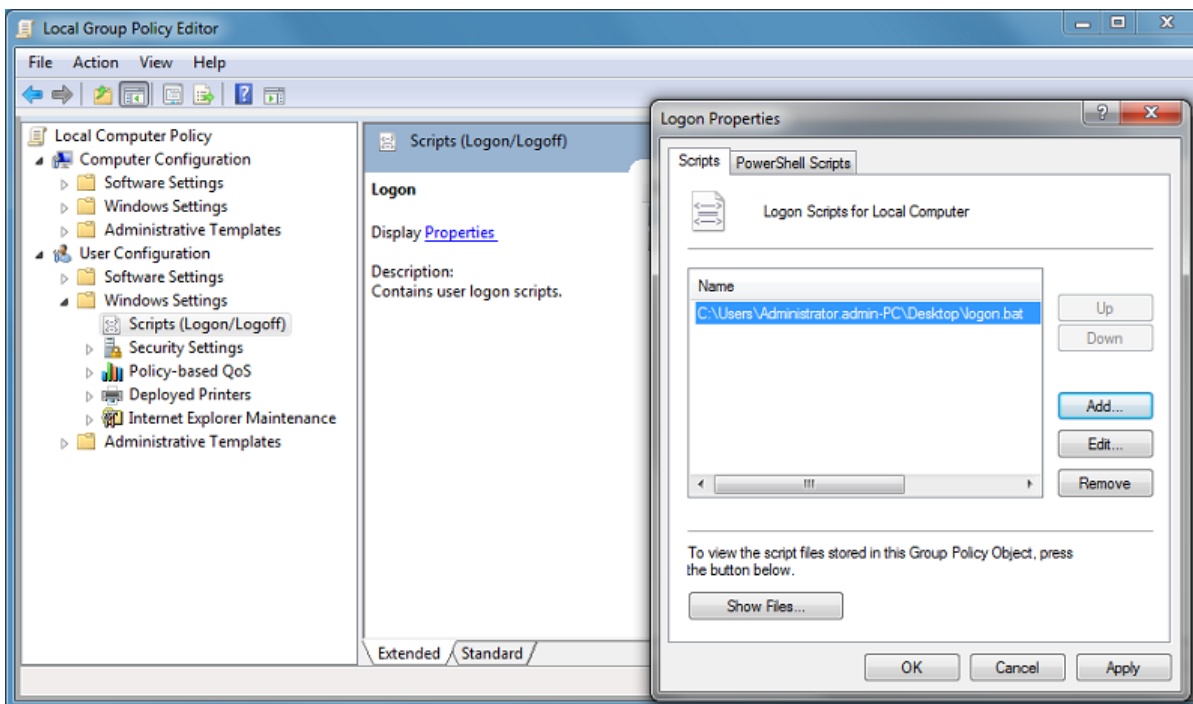 Local Group Policy Editor
File Action View Help
Local Computer Policy
Computer Configuration
Software Settings
Windows Settings
Administrative Templates
User Configuration
Software Settings
Windows Settings
Scripts (Logon/Logoff)
Security Settings
Policy-based QoS
Deployed Printers
Internet Explorer Maintenance
Administrative Templates
Scripts (Logon/Logoff)
Logon
Display Properties
Description:
Contains user logon scripts.
Extended Standard
Logon Properties
Scripts PowerShell Scripts
Logon Scripts for Local Computer
Name
C:\Users\Administrator.admin-PC\Desktop\logon.bat
Up
Down
Add...
Edit...
Remove
To view the script files stored in this Group Policy Object, press
the button below.
Show Files...
OK Cancel Apply